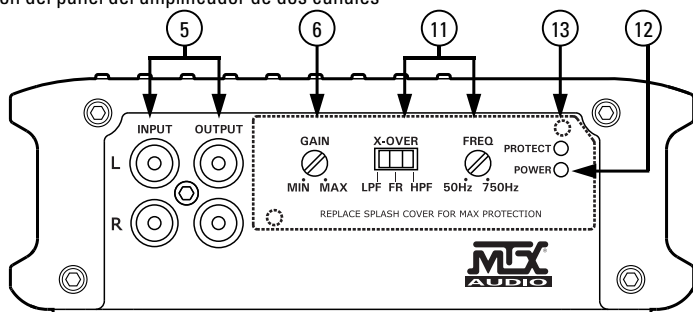 ión del panel del amplificador de dos canales
5 6 11 13 12
INPUT OUTPUT
GAIN X-OVER FREQ
PROTECT
L
POWER
MIN MAX LPF FR HPF 50Hz 750Hz
R
REPLACE SPLASH COVER FOR MAX PROTECTION
MTX
AUDIO